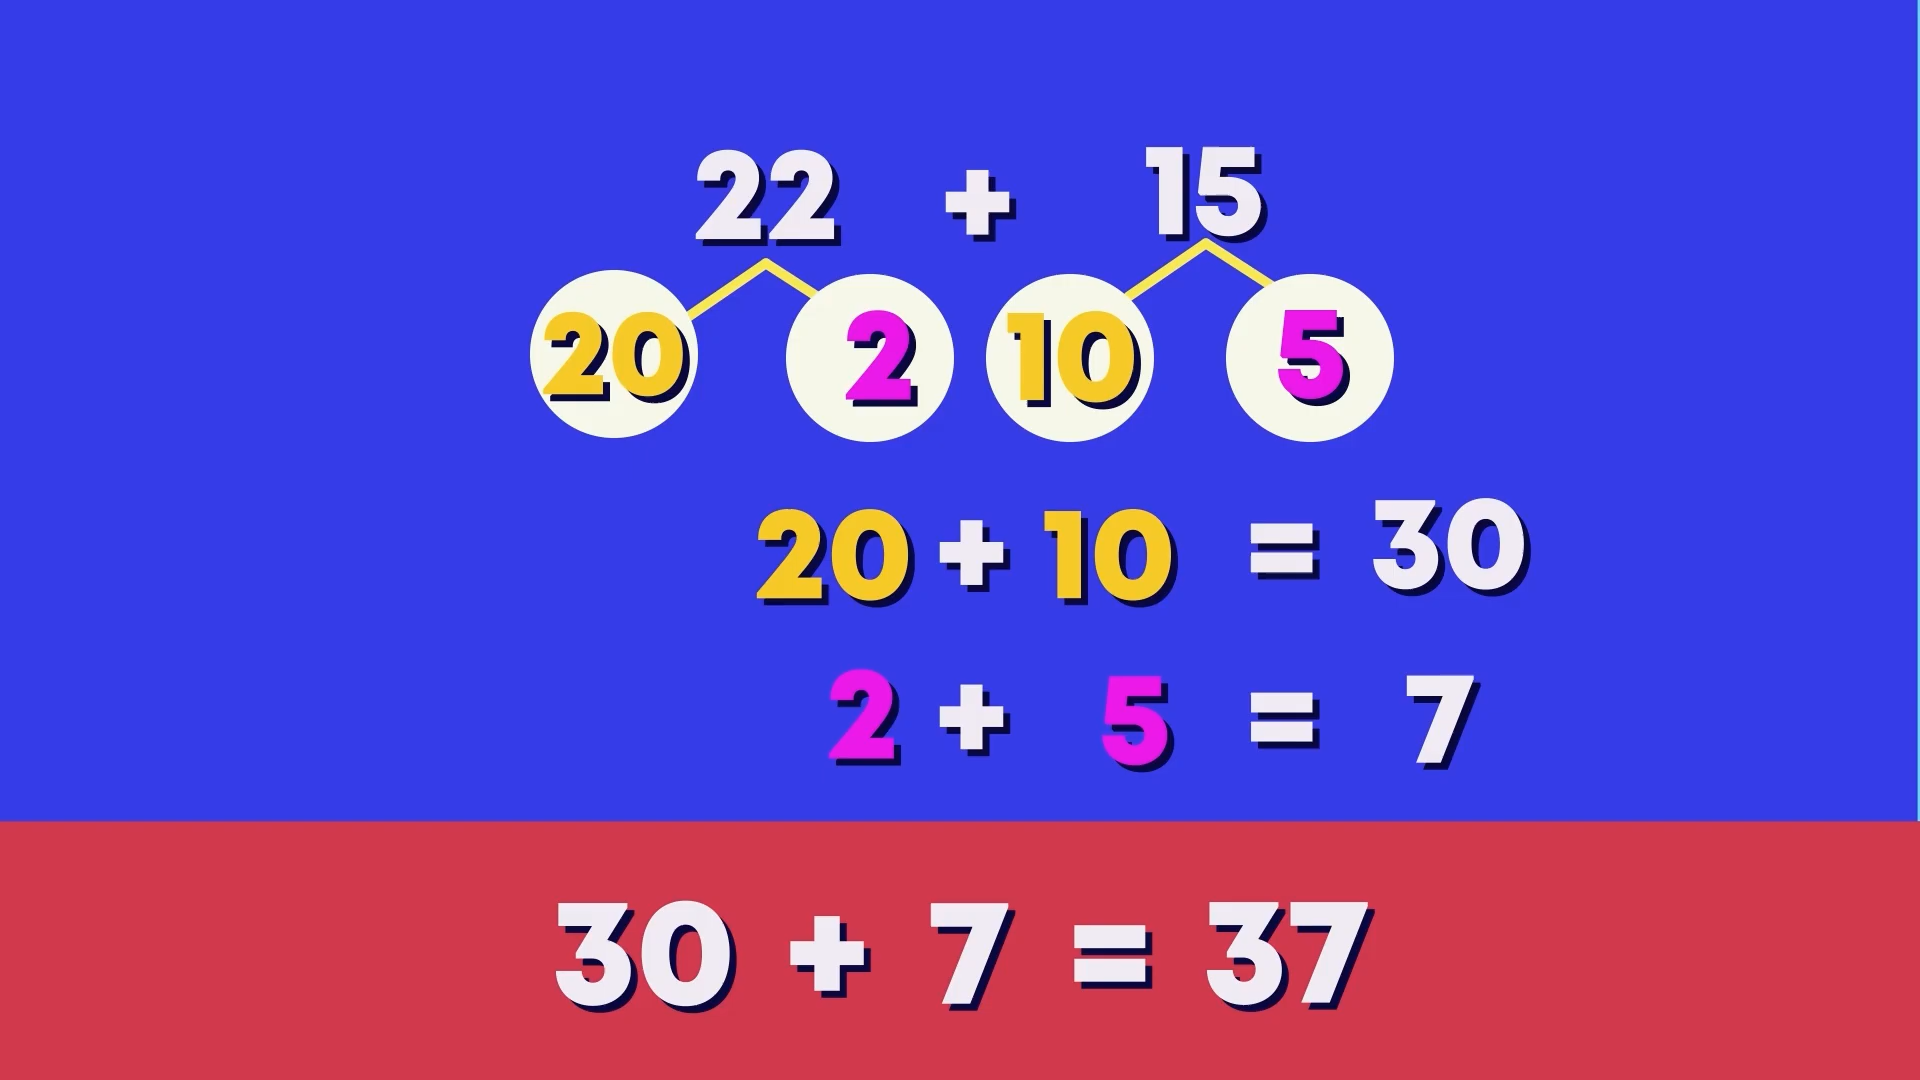 22 + 15
20 2 10 5
20 + 10 = 30
2 + 5 = 7
30 + 7 = 37